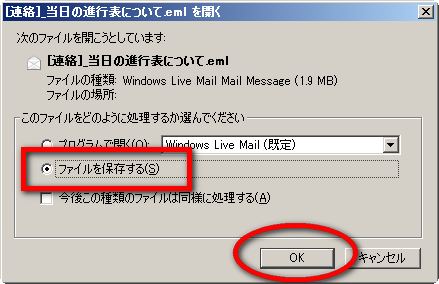 [連絡]_当日の進行表について.eml を開く
次のファイルを開こうとしています:
[連絡]_当日の進行表について.eml
ファイルの種類: Windows Live Mail Mail Message (1.9 MB)
ファイルの場所:
このファイルをどのように処理するか選んでください
プログラムで開く(O): Windows Live Mail (既定)
ファイルを保存する(S)
今後この種類のファイルは同様に処理する(A)
OK キャンセル